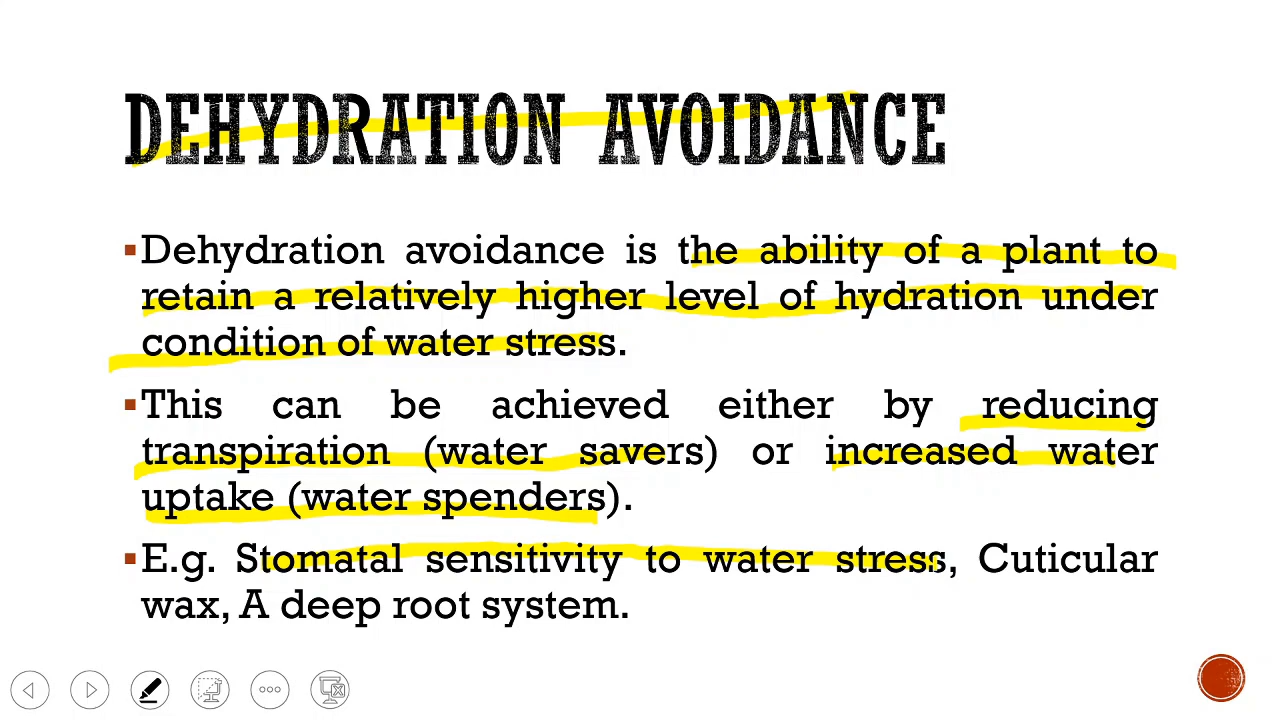 DEHYDRATION AVOIDANCE
▪Dehydration avoidance is the ability of a plant to
retain a relatively higher level of hydration under
condition of water stress.
▪This can be achieved either by reducing
transpiration (water savers) or increased water
uptake (water spenders).
▪E.g. Stomatal sensitivity to water stress, Cuticular
wax, A deep root system.